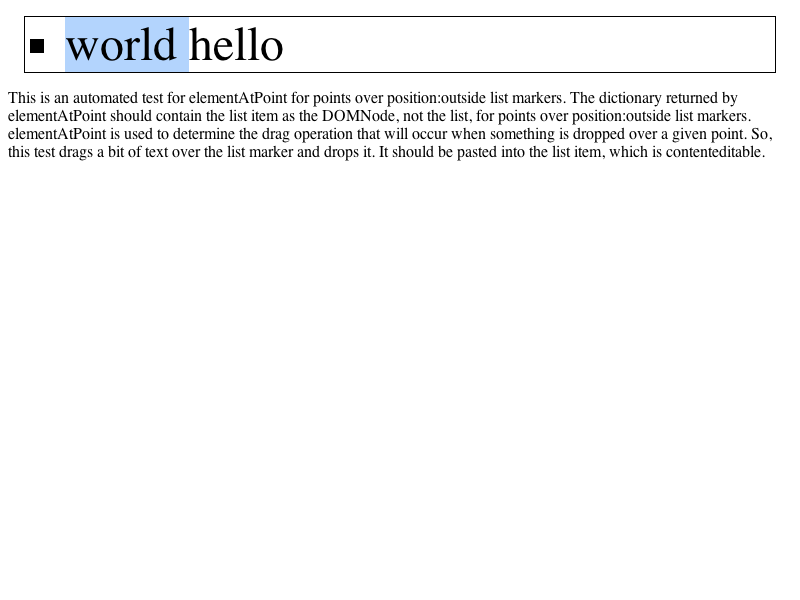 world hello
This is an automated test for elementAtPoint for points over position:outside list markers. The dictionary returned by
elementAtPoint should contain the list item as the DOMNode, not the list, for points over position:outside list markers.
elementAtPoint is used to determine the drag operation that will occur when something is dropped over a given point. So,
this test drags a bit of text over the list marker and drops it. It should be pasted into the list item, which is contenteditable.